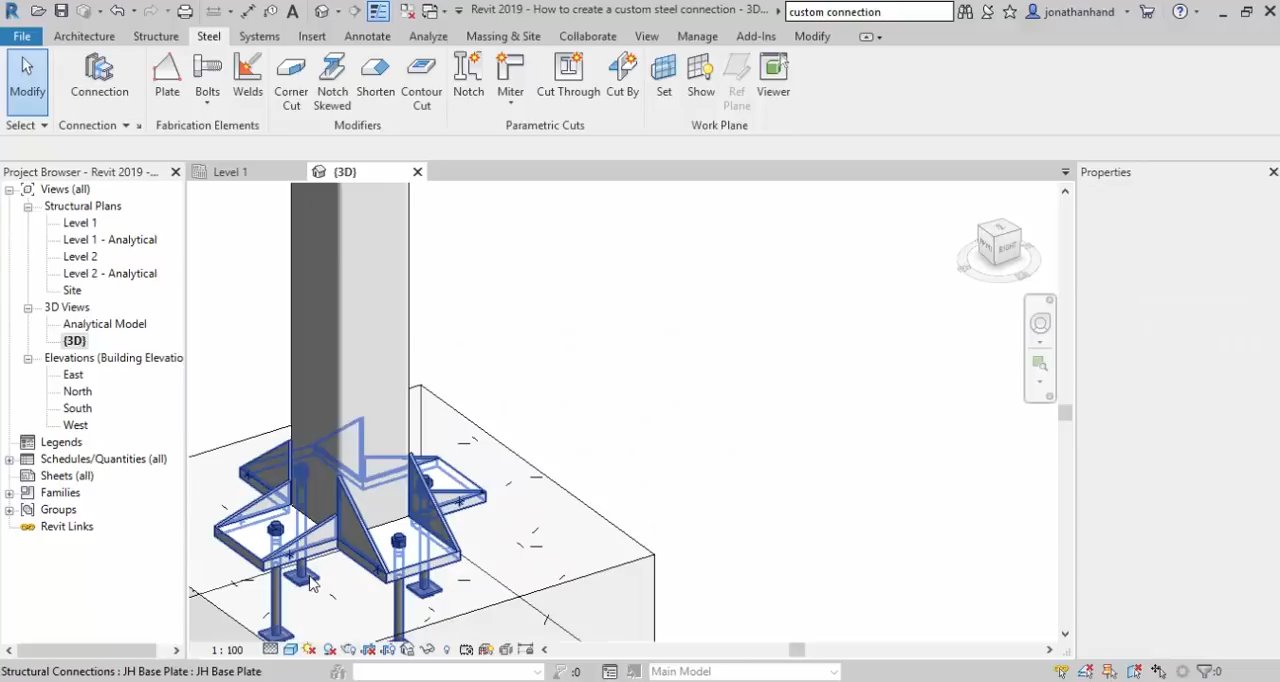 Revit 2019 - How to create a custom steel connection - 3D...
custom connection
jonathanhand
File Architecture Structure Steel Systems Insert Annotate Analyze Massing & Site Collaborate View Manage Add-Ins Modify
Modify Connection Plate Bolts Welds Corner Cut Notch Skewed Shorten Contour Cut Notch Miter Cut Through Cut By Set Show Ref Plane Viewer
Select Connection Fabrication Elements Modifiers Parametric Cuts Work Plane
Project Browser - Revit 2019 -...
Level 1
{3D}
Properties
Views (all)
Structural Plans
Level 1
Level 1 - Analytical
Level 2
Level 2 - Analytical
Site
3D Views
Analytical Model
{3D}
Elevations (Building Elevatio
East
North
South
West
Legends
Schedules/Quantities (all)
Sheets (all)
Families
Groups
Revit Links
RIGHT
1 : 100
Structural Connections : JH Base Plate : JH Base Plate
:0
Main Model
:0